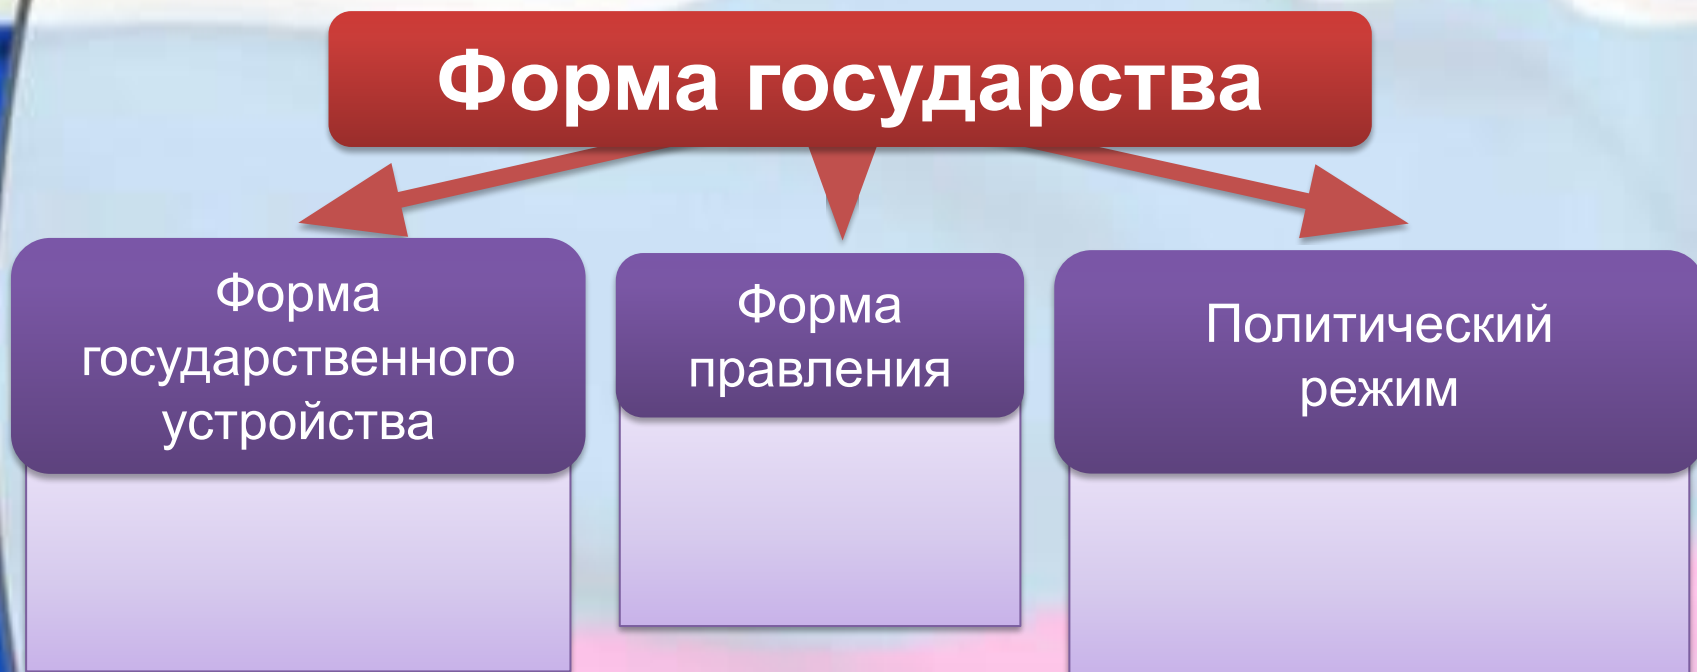 Форма государства
Форма
государственного
устройства
Форма
правления
Политический
режим